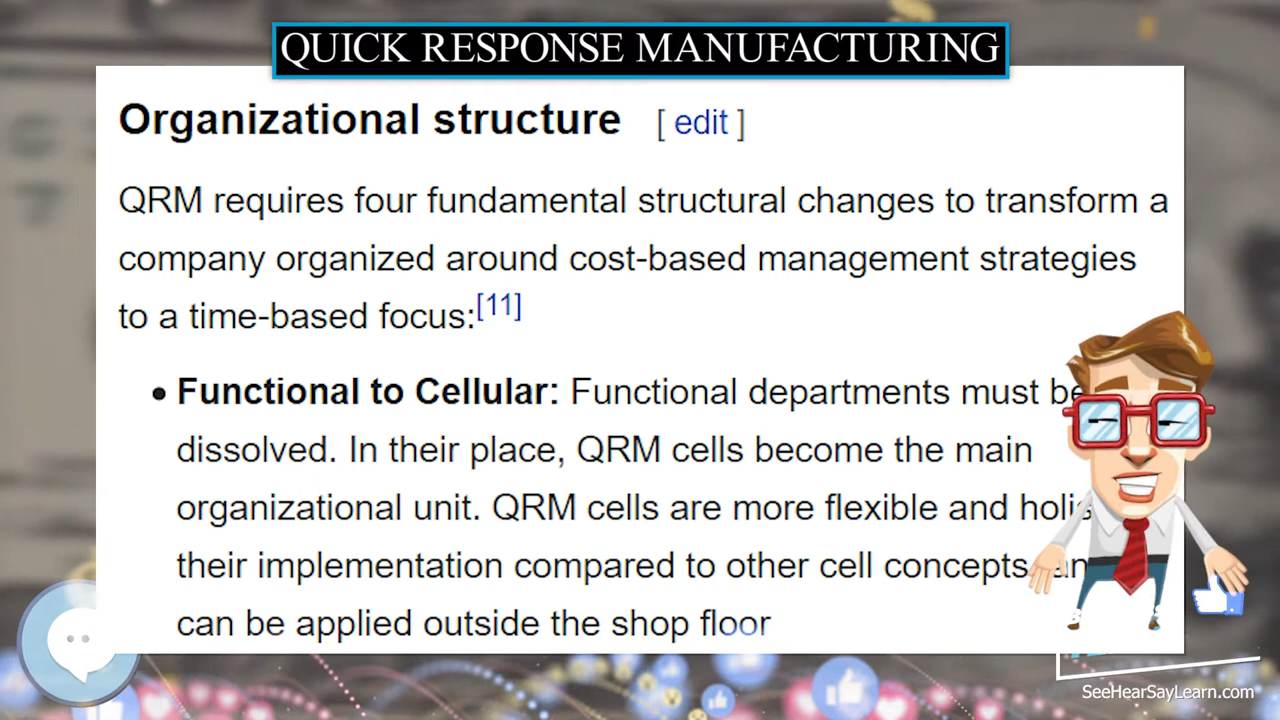 QUICK RESPONSE MANUFACTURING
Organizational structure [ edit ]
QRM requires four fundamental structural changes to transform a
company organized around cost-based management strategies
to a time-based focus:[11]
• Functional to Cellular: Functional departments must be
dissolved. In their place, QRM cells become the main
organizational unit. QRM cells are more flexible and
their implementation compared to other cell concepts,
can be applied outside the shop floor
SeeHearSayLearn.com